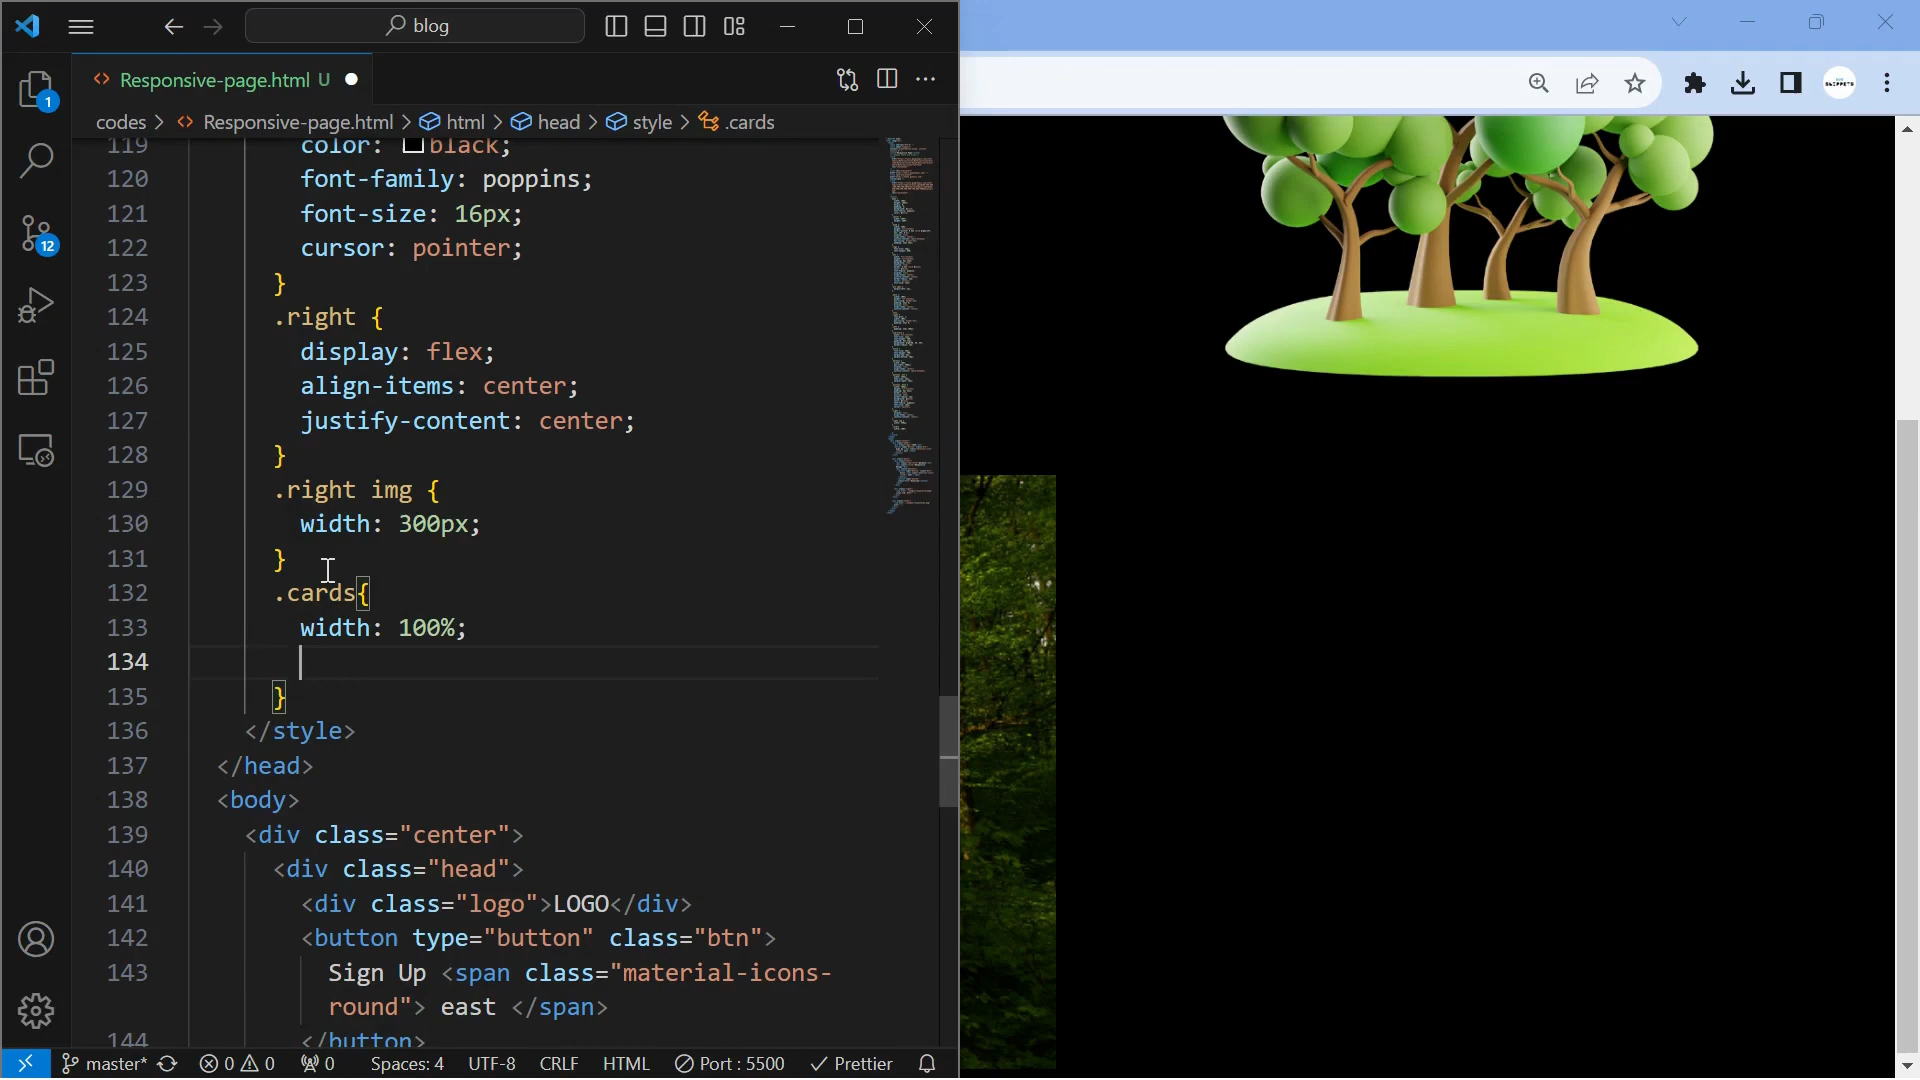 blog
Responsive-page.html U
codes > Responsive-page.html > html > head > style > .cards
119 color: black;
120 font-family: poppins;
121 font-size: 16px;
122 cursor: pointer;
123 }
124 .right {
125 display: flex;
126 align-items: center;
127 justify-content: center;
128 }
129 .right img {
130 width: 300px;
131 }
132 .cards{
133 width: 100%;
134
135 }
136 </style>
137 </head>
138 <body>
139 <div class="center">
140 <div class="head">
141 <div class="logo">LOGO</div>
142 <button type="button" class="btn">
143 Sign Up <span class="material-icons-
round"> east </span>
144 </button>
1
12
master* 0 0 0 Spaces: 4 UTF-8 CRLF HTML Port : 5500 Prettier